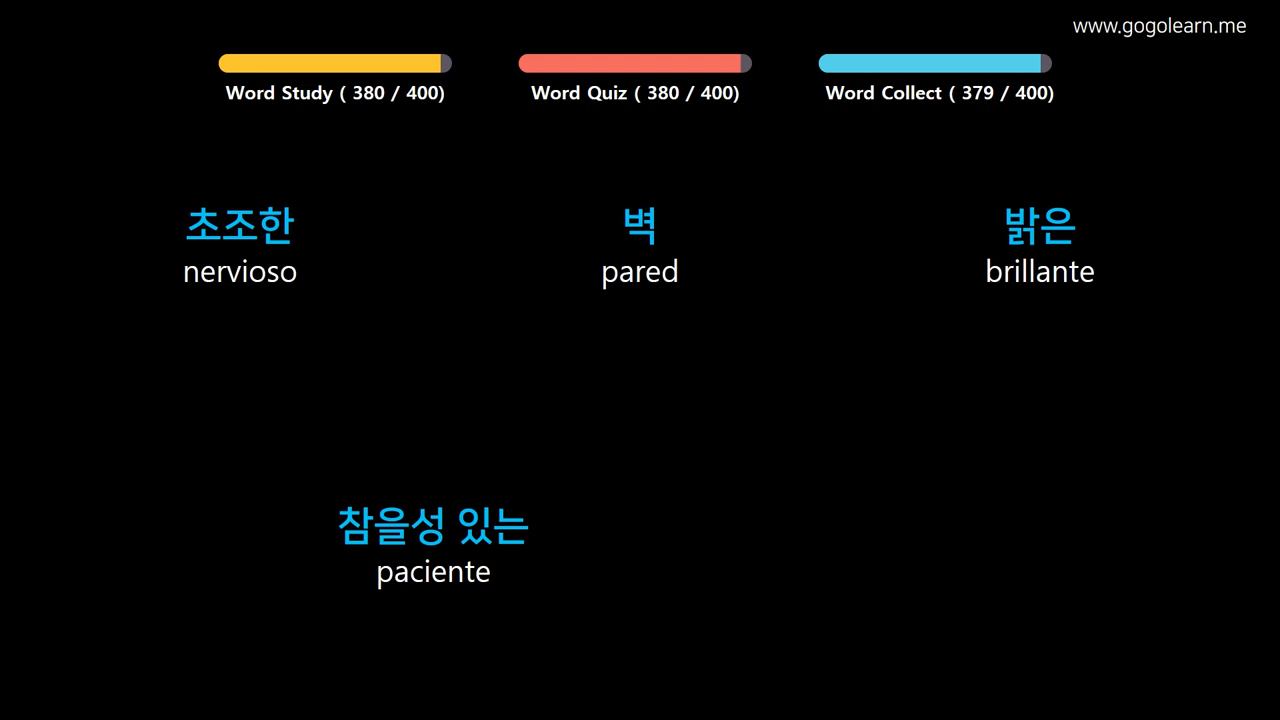 www.gogolearn.me
Word Study ( 380 / 400)
Word Quiz ( 380 / 400)
Word Collect ( 379 / 400)
초조한
nervioso
벽
pared
밝은
brillante
참을성 있는
paciente